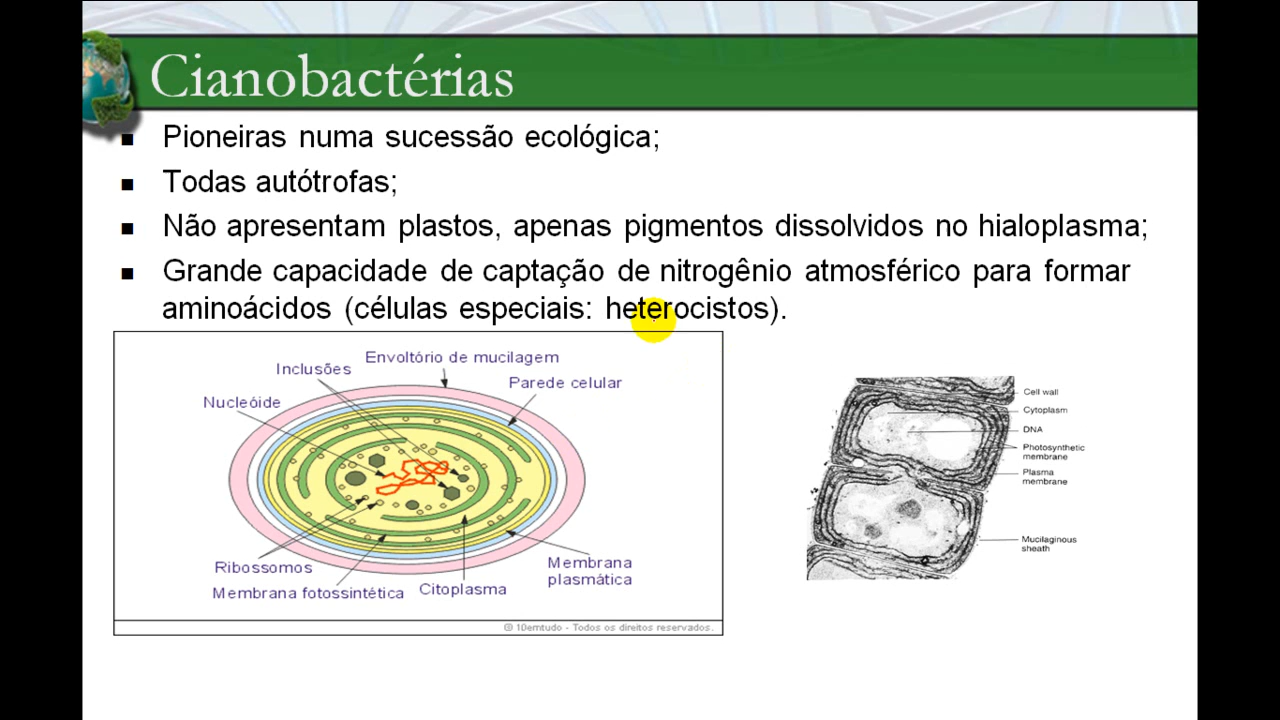 Cianobactérias
Pioneiras numa sucessão ecológica;
Todas autótrofas;
Não apresentam plastos, apenas pigmentos dissolvidos no hialoplasma;
Grande capacidade de captação de nitrogênio atmosférico para formar
aminoácidos (células especiais: heterocistos).
Envoltório de mucilagem
Inclusões
Parede celular
Nucleóide
Ribossomos
Membrana
plasmática
Membrana fotossintética
Citoplasma
© 10emtudo - Todos os direitos reservados.
Cell wall
Cytoplasm
DNA
Photosynthetic
membrane
Plasma
membrane
Mucilaginous
sheath